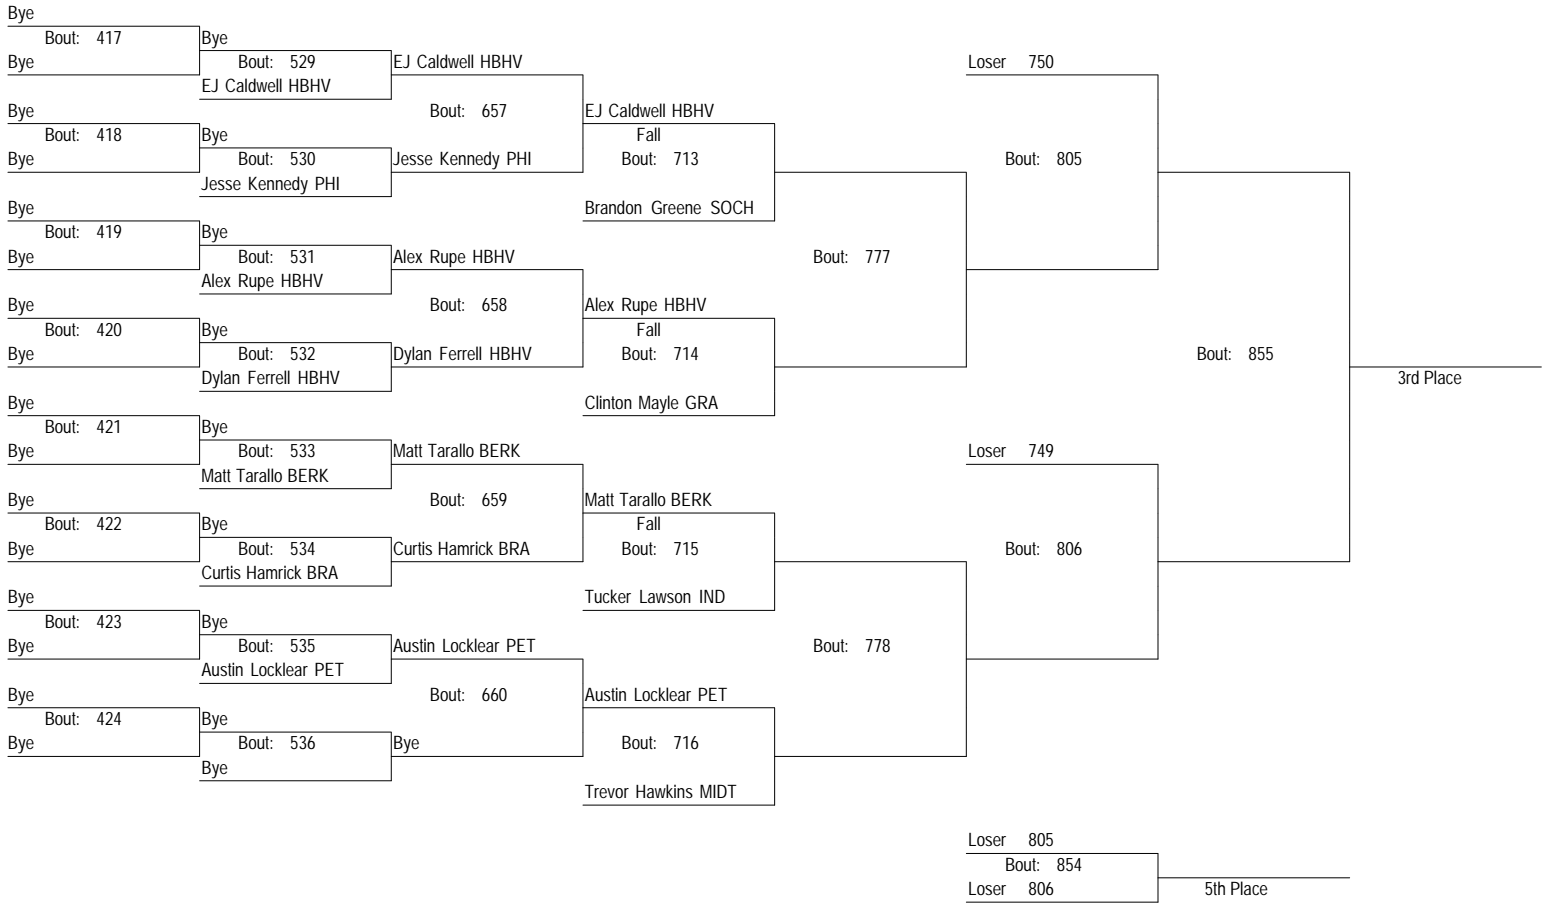 Bye
Bout: 417
Bye
Bye
Bout: 529
EJ Caldwell HBHV
EJ Caldwell HBHV
Loser 750
Bye
Bout: 418
Bye
Bye
Bout: 530
Jesse Kennedy PHI
Bout: 657
Jesse Kennedy PHI
EJ Caldwell HBHV
Fall
Bout: 713
Brandon Greene SOCH
Bout: 805
Bye
Bout: 419
Bye
Bye
Bout: 531
Alex Rupe HBHV
Alex Rupe HBHV
Bout: 777
Bye
Bout: 420
Bye
Bye
Bout: 532
Dylan Ferrell HBHV
Bout: 658
Dylan Ferrell HBHV
Alex Rupe HBHV
Fall
Bout: 714
Clinton Mayle GRA
Bout: 855
3rd Place
Bye
Bout: 421
Bye
Bye
Bout: 533
Matt Tarallo BERK
Matt Tarallo BERK
Loser 749
Bye
Bout: 422
Bye
Bye
Bout: 534
Curtis Hamrick BRA
Bout: 659
Curtis Hamrick BRA
Matt Tarallo BERK
Fall
Bout: 715
Tucker Lawson IND
Bout: 806
Bye
Bout: 423
Bye
Bye
Bout: 535
Austin Locklear PET
Austin Locklear PET
Bout: 778
Bye
Bout: 424
Bye
Bye
Bout: 536
Bye
Bout: 660
Bye
Austin Locklear PET
Bout: 716
Trevor Hawkins MIDT
Loser 805
Bout: 854
Loser 806
5th Place